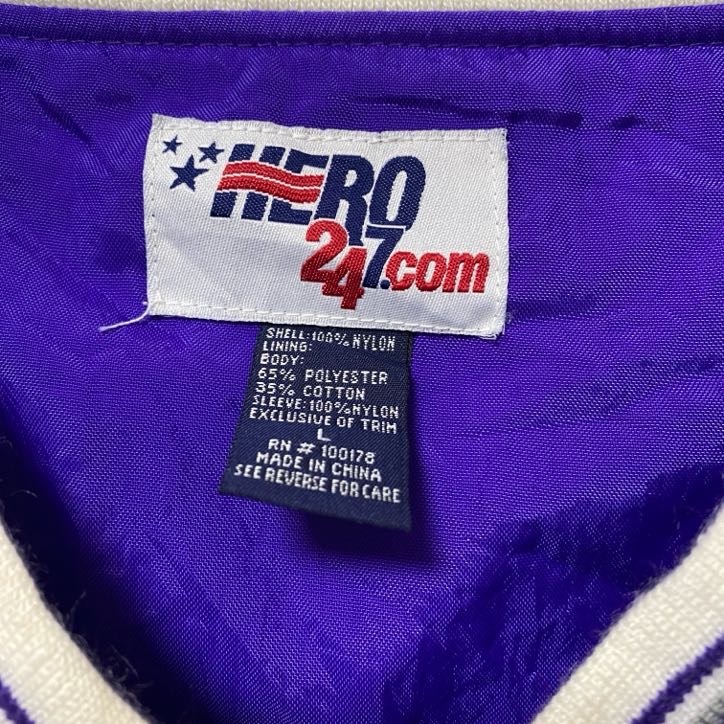 HERO
247.com
SHELL:100%NYLON
LINING:
BODY:
65% POLYESTER
35% COTTON
SLEEVE:100%NYLON
EXCLUSIVE OF TRIM
L
RN # 100178
MADE IN CHINA
SEE REVERSE FOR CARE